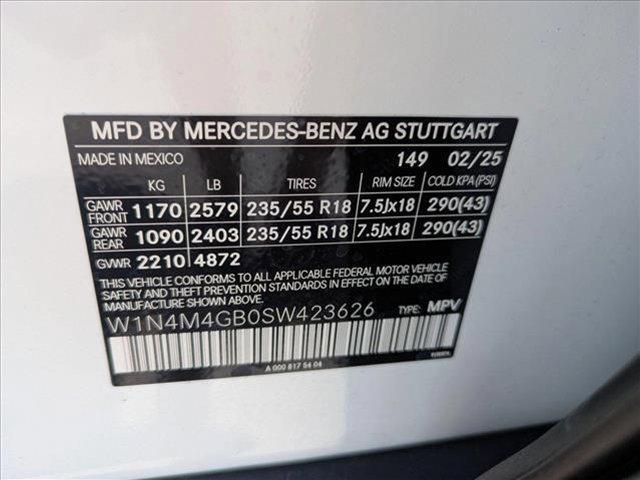 MFD BY MERCEDES-BENZ AG STUTTGART
MADE IN MEXICO 149 02/25
KG LB TIRES RIM SIZE COLD KPA(PSI)
GAWR FRONT 1170 2579 235/55 R18 7.5Jx18 290(43)
GAWR REAR 1090 2403 235/55 R18 7.5Jx18 290(43)
GVWR 2210 4872
THIS VEHICLE CONFORMS TO ALL APPLICABLE FEDERAL MOTOR VEHICLE
SAFETY AND THEFT PREVENTION STANDARDS IN EFFECT ON THE DATE
OF MANUFACTURE SHOWN ABOVE.
W1N4M4GB0SW423626 TYPE: MPV
A 000 817 54 04